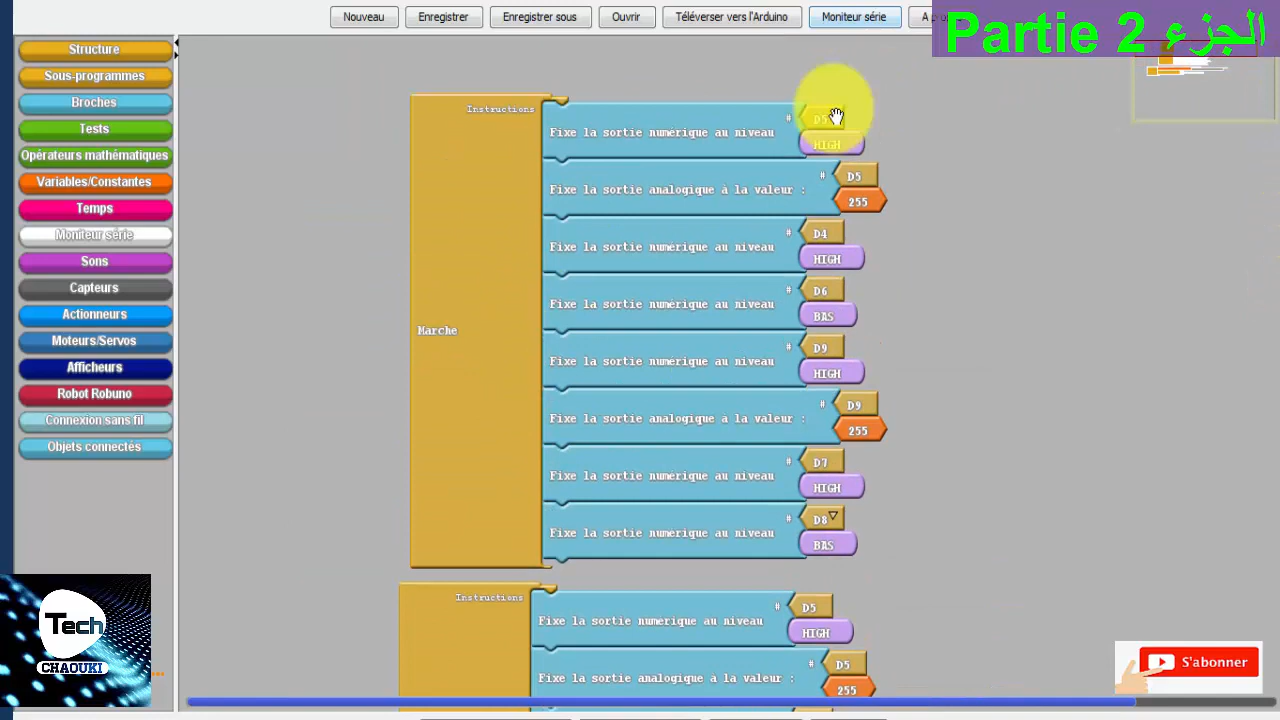 Nouveau
Enregistrer
Enregistrer sous
Ouvrir
Téléverser vers l'Arduino
Moniteur série
Partie 2 الجزء
Structure
Sous-programmes
Broches
Tests
Opérateurs mathématiques
Variables/Constantes
Temps
Moniteur série
Sons
Capteurs
Actionneurs
Moteurs/Servos
Afficheurs
Robot Robuno
Connexion sans fil
Objets connectés
Marche
Instructions
Fixe la sortie numérique au niveau # D5
HIGH
Fixe la sortie analogique à la valeur : # D5
255
Fixe la sortie numérique au niveau # D4
HIGH
Fixe la sortie numérique au niveau # D6
BAS
Fixe la sortie numérique au niveau # D9
HIGH
Fixe la sortie analogique à la valeur : # D9
255
Fixe la sortie numérique au niveau # D7
HIGH
Fixe la sortie numérique au niveau # D8
BAS
Instructions
Fixe la sortie numérique au niveau # D5
HIGH
Fixe la sortie analogique à la valeur : # D5
255
Tech
CHAOUKI
S'abonner